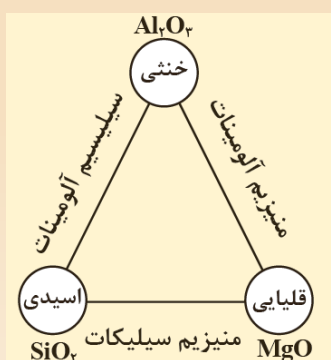 Al₂O₃
خنثی
سیلیسیم آلومینات
منیزیم آلومینات
اسیدی
قلیایی
SiO₂
منیزیم سیلیکات
MgO